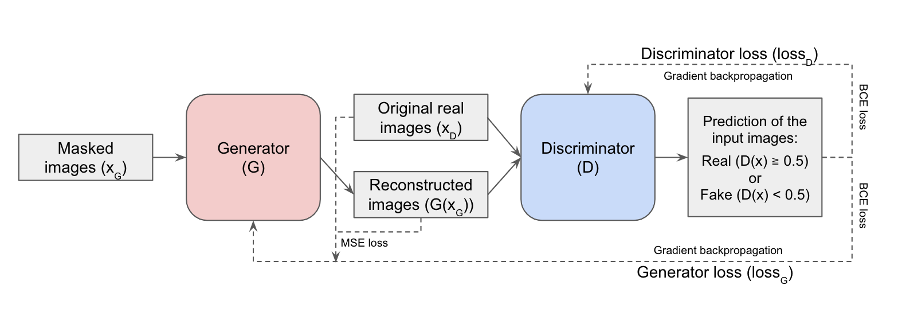 Masked
images (x_G)
Generator
(G)
Original real
images (x_D)
Reconstructed
images (G(x_G))
MSE loss
Discriminator
(D)
Discriminator loss (loss_D)
Gradient backpropagation
BCE loss
Prediction of the
input images:
Real (D(x) ≥ 0.5)
or
Fake (D(x) < 0.5)
BCE loss
Gradient backpropagation
Generator loss (loss_G)